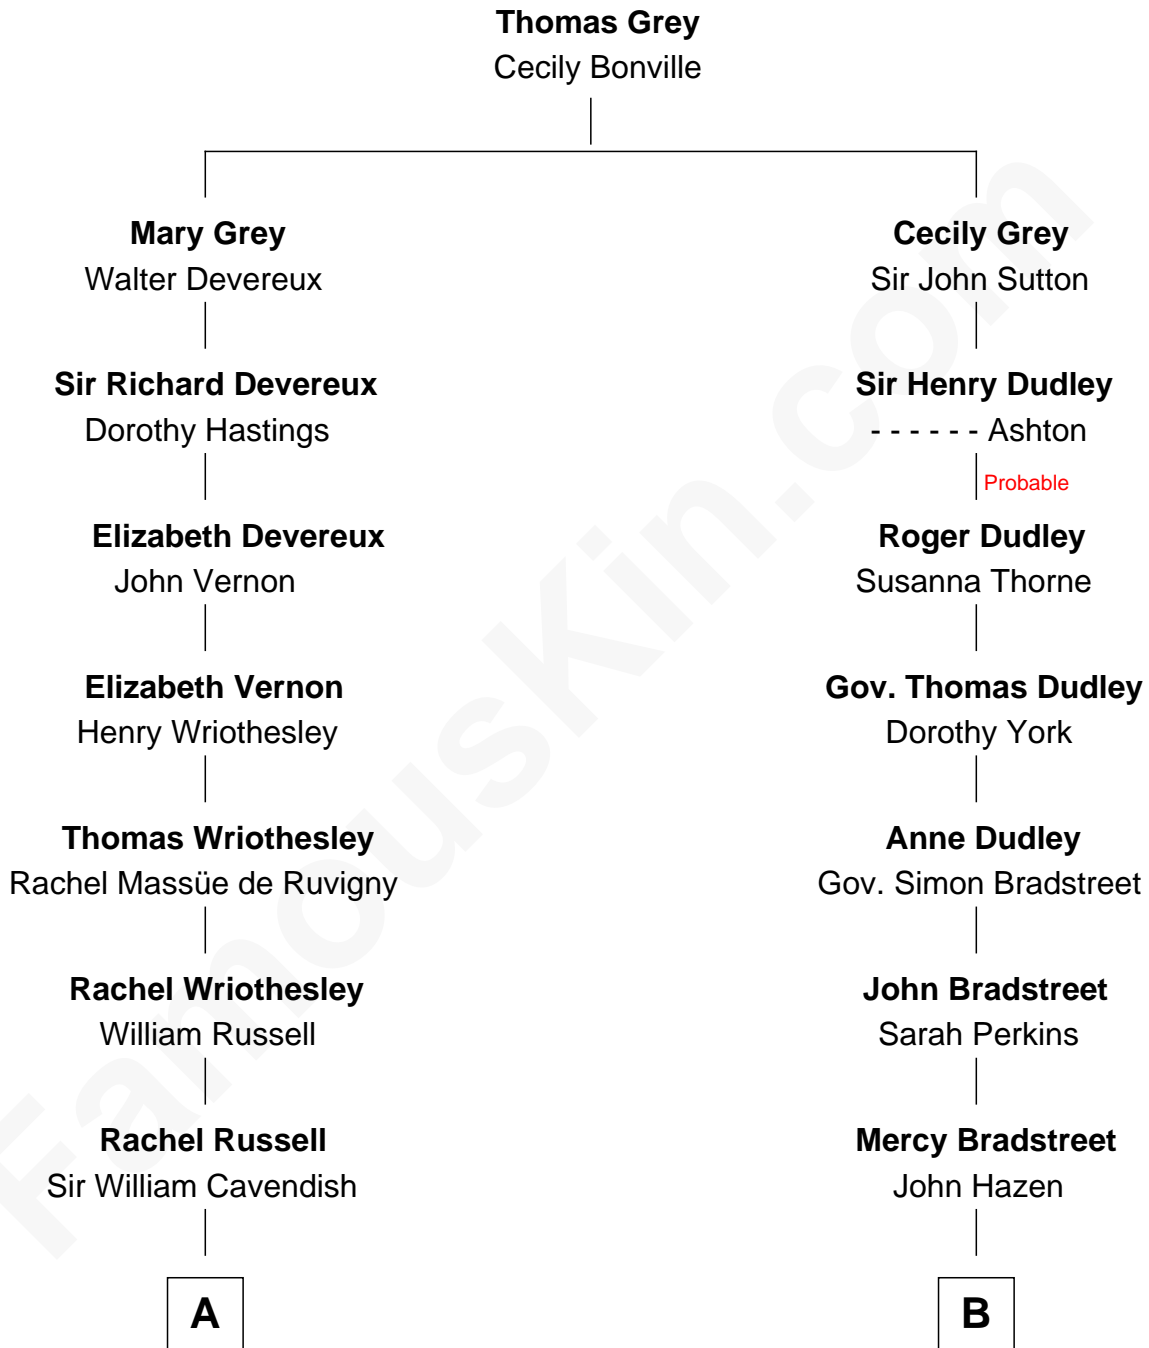 Thomas Grey
Cecily Bonville
Mary Grey
Walter Devereux
Cecily Grey
Sir John Sutton
Sir Richard Devereux
Dorothy Hastings
Sir Henry Dudley
- - - - - - Ashton
Probable
Elizabeth Devereux
John Vernon
Roger Dudley
Susanna Thorne
Elizabeth Vernon
Henry Wriothesley
Gov. Thomas Dudley
Dorothy York
Thomas Wriothesley
Rachel Massüe de Ruvigny
Anne Dudley
Gov. Simon Bradstreet
Rachel Wriothesley
William Russell
John Bradstreet
Sarah Perkins
Rachel Russell
Sir William Cavendish
Mercy Bradstreet
John Hazen
A
B
FamousKin.com